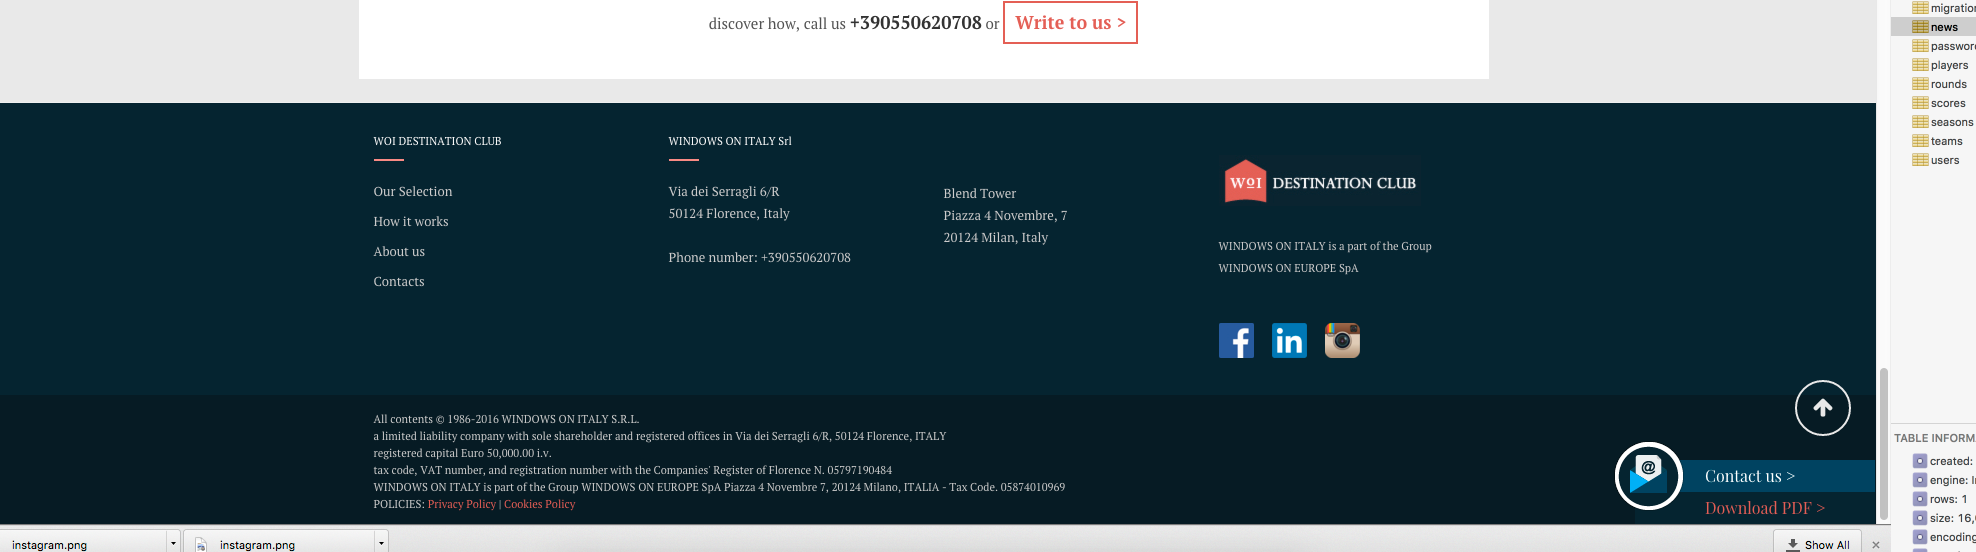 discover how, call us +390550620708 or Write to us >
WOI DESTINATION CLUB
Our Selection
How it works
About us
Contacts
WINDOWS ON ITALY Srl
Via dei Serragli 6/R
50124 Florence, Italy
Phone number: +390550620708
Blend Tower
Piazza 4 Novembre, 7
20124 Milan, Italy
WOI DESTINATION CLUB
WINDOWS ON ITALY is a part of the Group
WINDOWS ON EUROPE SpA
f
in
All contents © 1986-2016 WINDOWS ON ITALY S.R.L.
a limited liability company with sole shareholder and registered offices in Via dei Serragli 6/R, 50124 Florence, ITALY
registered capital Euro 50,000.00 i.v.
tax code, VAT number, and registration number with the Companies' Register of Florence N. 05797190484
WINDOWS ON ITALY is part of the Group WINDOWS ON EUROPE SpA Piazza 4 Novembre 7, 20124 Milano, ITALIA - Tax Code. 05874010969
POLICIES: Privacy Policy | Cookies Policy
@
Contact us >
Download PDF >
instagram.png
instagram.png
Show All
migration
news
password
players
rounds
scores
seasons
teams
users
TABLE INFORM
created:
engine: I
rows: 1
size: 16,
encoding